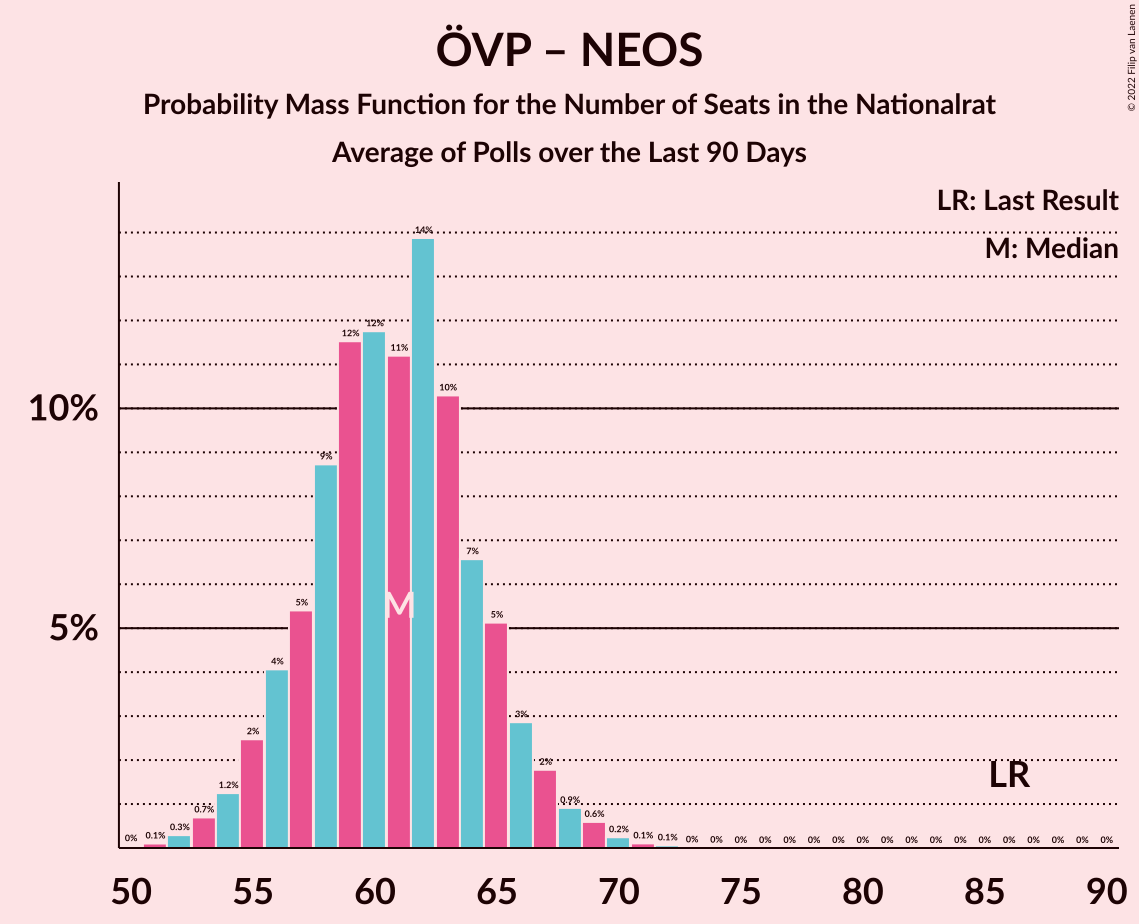 ÖVP – NEOS
Probability Mass Function for the Number of Seats in the Nationalrat
Average of Polls over the Last 90 Days
© 2022 Filip van Laenen
LR: Last Result
M: Median
10%
5%
0% 0.1% 0.3% 0.7% 1.2% 2% 4% 5% 9% 12% 12% 11% 14% 10% 7% 5% 3% 2% 0.9% 0.6% 0.2% 0.1% 0.1% 0% 0% 0% 0% 0% 0% 0% 0% 0% 0% 0% 0% 0% 0% 0% 0% 0% 0%
M
LR
50 55 60 65 70 75 80 85 90